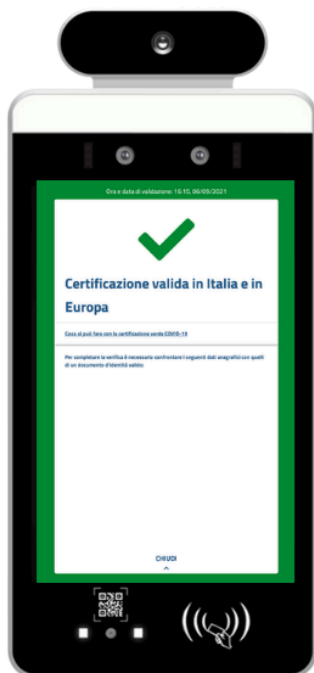 Ora e data di validazione: 16:15, 06/09/2021
Certificazione valida in Italia e in
Europa
Cosa si può fare con la certificazione verde COVID-19
Per completare la verifica è necessario confrontare i seguenti dati anagrafici con quelli
di un documento d'identità valido:
CHIUDI